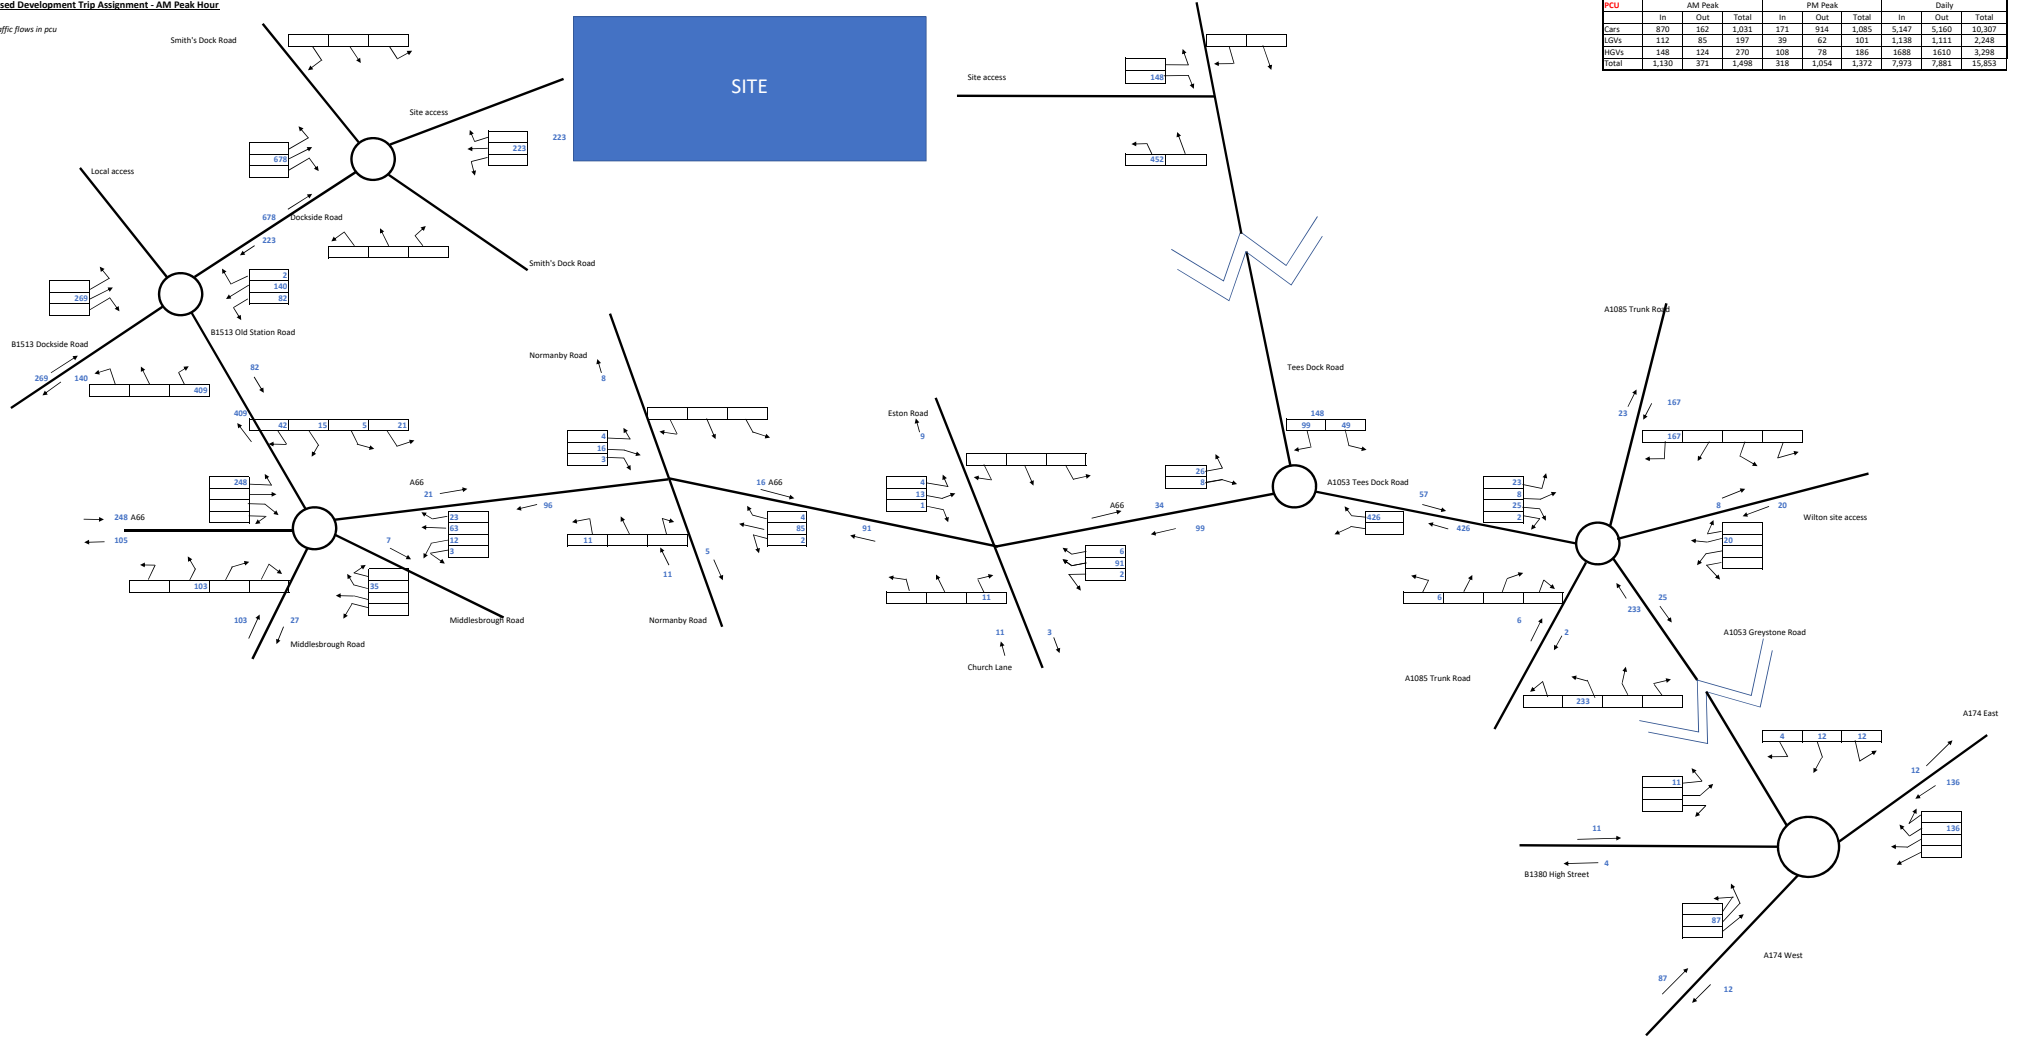 sed Development Trip Assignment - AM Peak Hour
affic flows in pcu
PCU AM Peak PM Peak Daily
In Out Total In Out Total In Out Total
Cars 870 162 1,031 171 914 1,085 5,147 5,160 10,307
LGVs 112 85 197 39 62 101 1,138 1,111 2,248
HGVs 148 124 270 108 78 186 1688 1610 3,298
Total 1,130 371 1,498 318 1,054 1,372 7,973 7,881 15,853
Smith's Dock Road
Site access
SITE
Site access
148
452
678
223
223
Local access
678
Dockside Road
223
Smith's Dock Road
269
2
140
82
B1513 Old Station Road
B1513 Dockside Road
269
140
409
82
409
42 15 5 21
Normanby Road
8
4
16
3
Eston Road
9
Tees Dock Road
148
99 49
A1085 Trunk Road
23
167
167
248
A66
21
96
248 A66
105
23
63
12
3
7
103
35
103
27
Middlesbrough Road
Middlesbrough Road
11
11
5
Normanby Road
16 A66
91
4
85
2
4
13
1
11
11
3
Church Lane
A66
34
99
6
91
2
26
8
A1053 Tees Dock Road
57
426
426
23
8
25
2
8
20
Wilton site access
20
6
6
2
233
25
A1053 Greystone Road
A1085 Trunk Road
233
A174 East
4 12 12
12
136
11
136
11
4
B1380 High Street
87
A174 West
87
12